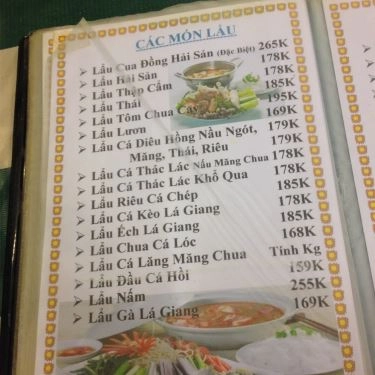 CÁC MÓN LẨU
➤ Lẩu Cua Đồng Hải Sản (Đặc Biệt) 265K
➤ Lẩu Hải Sản 178K
➤ Lẩu Thập Cẩm 178K
➤ Lẩu Thái 185K
➤ Lẩu Tôm Chua Cay 195K
➤ Lẩu Lươn 169K
➤ Lẩu Cá Diêu Hồng Nầu Ngót, 179K
Măng, Thái, Riêu 179K
➤ Lẩu Cá Thác Lác Nấu Măng Chua 178K
➤ Lẩu Cá Thác Lác Khổ Qua 178K
➤ Lẩu Riêu Cá Chép 185K
➤ Lẩu Cá Kèo Lá Giang 178K
➤ Lẩu Ếch Lá Giang 185K
➤ Lẩu Chua Cá Lóc 168K
➤ Lẩu Cá Lăng Măng Chua Tính Kg
➤ Lẩu Đầu Cá Hồi 159K
➤ Lẩu Nấm 255K
➤ Lẩu Gà Lá Giang 169K